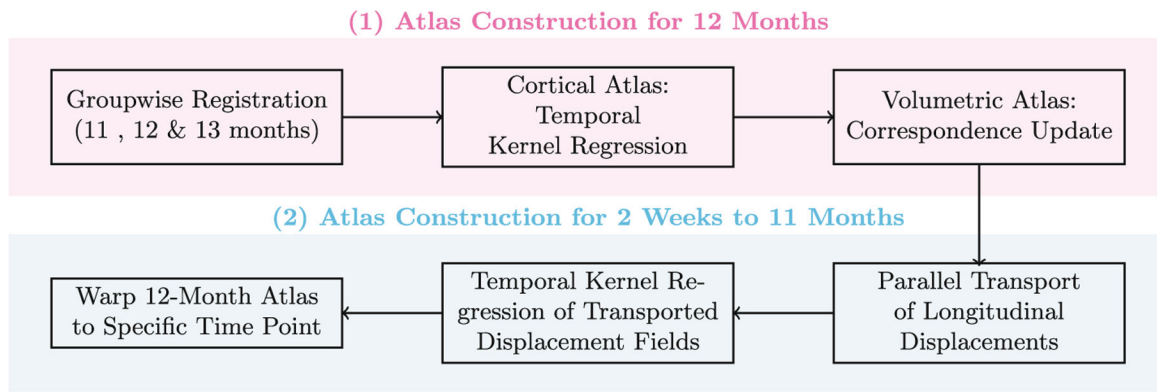 (1) Atlas Construction for 12 Months
Groupwise Registration
(11 , 12 & 13 months)
Cortical Atlas:
Temporal
Kernel Regression
Volumetric Atlas:
Correspondence Update
(2) Atlas Construction for 2 Weeks to 11 Months
Warp 12-Month Atlas
to Specific Time Point
Temporal Kernel Re-
gression of Transported
Displacement Fields
Parallel Transport
of Longitudinal
Displacements